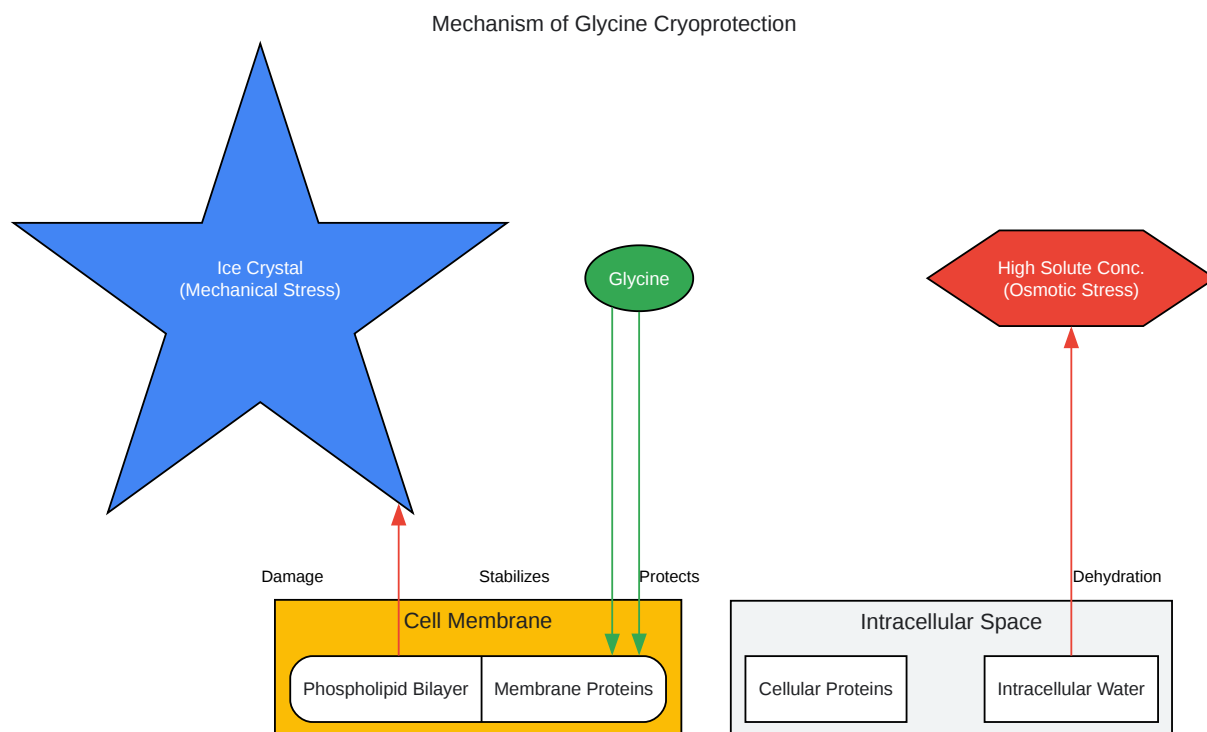 Mechanism of Glycine Cryoprotection
Ice Crystal
(Mechanical Stress)
Glycine
High Solute Conc.
(Osmotic Stress)
Damage
Stabilizes
Protects
Dehydration
Cell Membrane
Intracellular Space
Phospholipid Bilayer
Membrane Proteins
Cellular Proteins
Intracellular Water